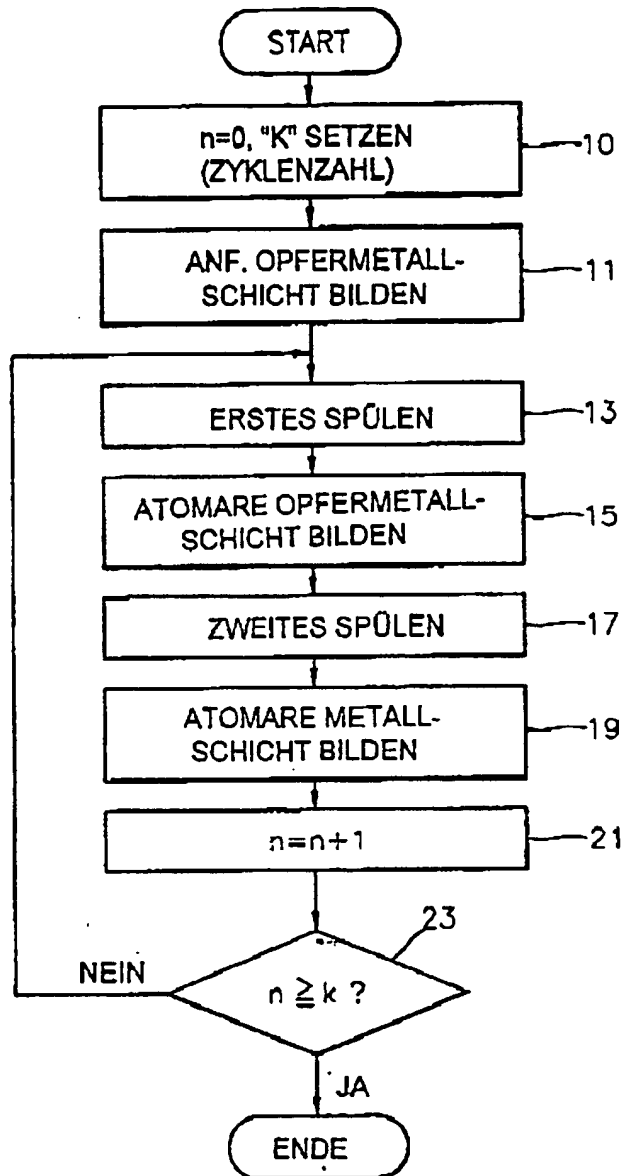 START
n=0, "K" SETZEN
(ZYKLENZAHL)
10
ANF. OPFERMETALL-
SCHICHT BILDEN
11
ERSTES SPÜLEN
13
ATOMARE OPFERMETALL-
SCHICHT BILDEN
15
ZWEITES SPÜLEN
17
ATOMARE METALL-
SCHICHT BILDEN
19
n=n+1
21
23
NEIN
n ≧ k ?
JA
ENDE